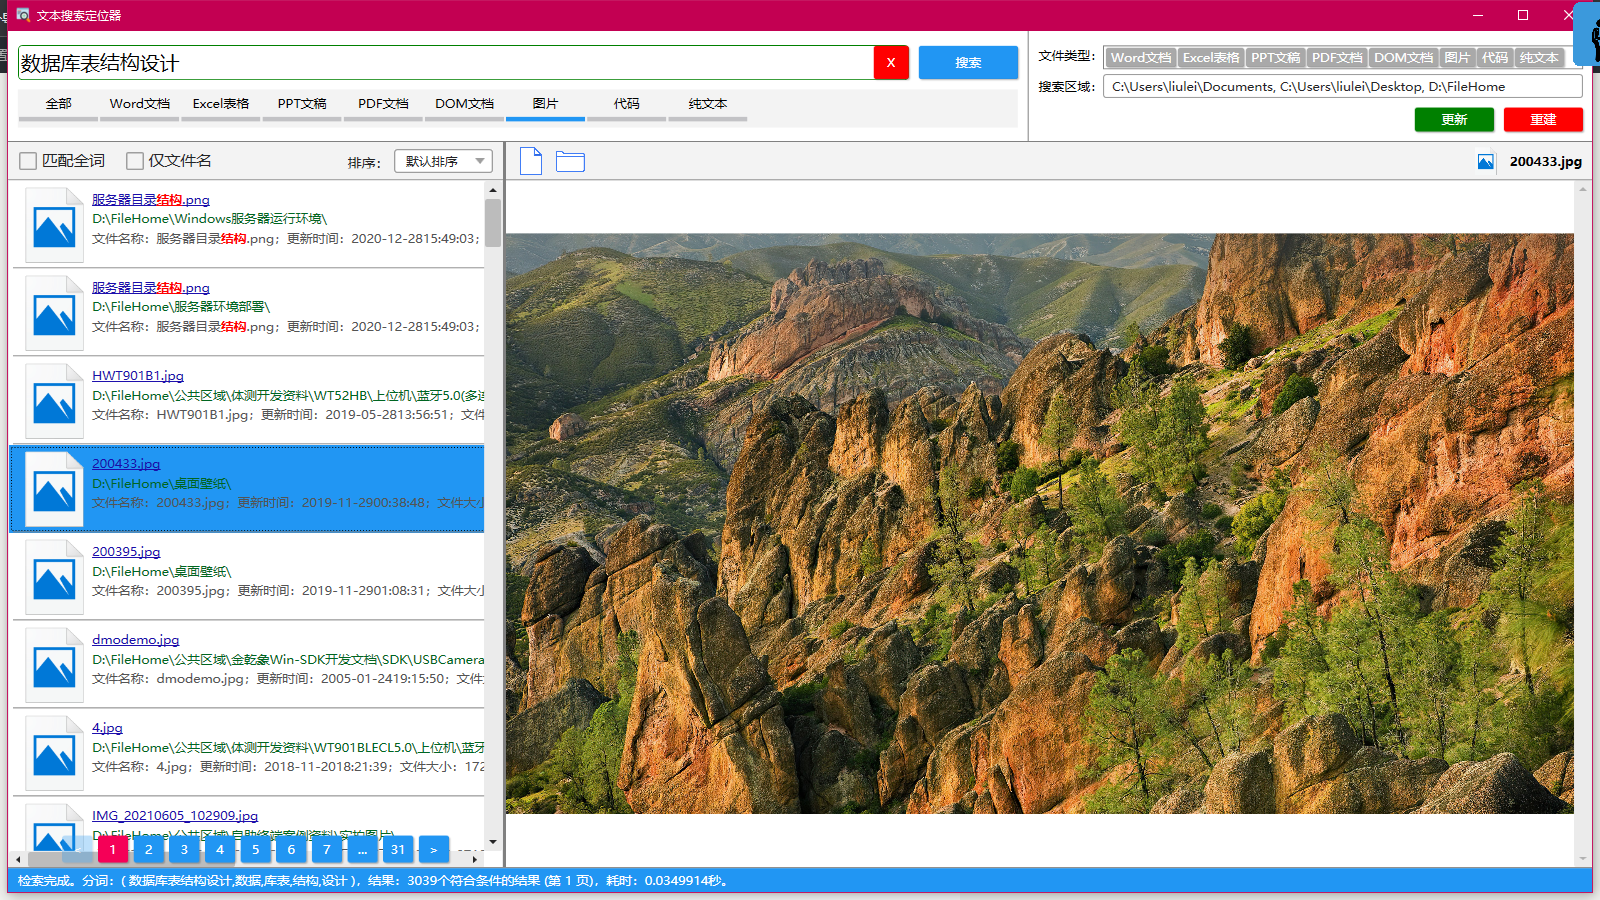 文本搜索定位器
数据库表结构设计
X
搜索
全部 Word文档 Excel表格 PPT文稿 PDF文档 DOM文档 图片 代码 纯文本
文件类型： Word文档 Excel表格 PPT文稿 PDF文档 DOM文档 图片 代码 纯文本
搜索区域： C:\Users\liulei\Documents, C:\Users\liulei\Desktop, D:\FileHome
更新 重建
匹配全词 仅文件名 排序： 默认排序
200433.jpg
服务器目录结构.png
D:\FileHome\Windows服务器运行环境\
文件名称：服务器目录结构.png；更新时间：2020-12-2815:49:03；
服务器目录结构.png
D:\FileHome\服务器环境部署\
文件名称：服务器目录结构.png；更新时间：2020-12-2815:49:03；
HWT901B1.jpg
D:\FileHome\公共区域\体测开发资料\WT52HB\上位机\蓝牙5.0(多连
文件名称：HWT901B1.jpg；更新时间：2019-05-2813:56:51；文件
200433.jpg
D:\FileHome\桌面壁纸\
文件名称：200433.jpg；更新时间：2019-11-2900:38:48；文件大小
200395.jpg
D:\FileHome\桌面壁纸\
文件名称：200395.jpg；更新时间：2019-11-2901:08:31；文件大小
dmodemo.jpg
D:\FileHome\公共区域\金乾象Win-SDK开发文档\SDK\USBCamera
文件名称：dmodemo.jpg；更新时间：2005-01-2419:15:50；文件
4.jpg
D:\FileHome\公共区域\体测开发资料\WT901BLECL5.0\上位机\蓝牙
文件名称：4.jpg；更新时间：2018-11-2018:21:39；文件大小：172
IMG_20210605_102909.jpg
D:\FileHome\公共区域\自助终端案例资料\实拍图片\
1 2 3 4 5 6 7 ... 31 >
检索完成。分词：( 数据库表结构设计,数据,库表,结构,设计 )，结果：3039个符合条件的结果 (第 1 页)，耗时：0.0349914秒。